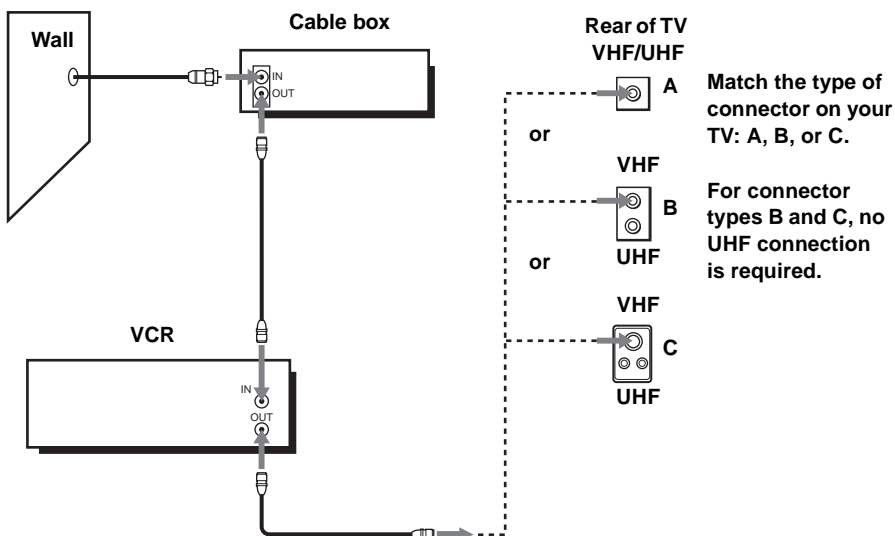 Wall
Cable box
IN
OUT
Rear of TV
VHF/UHF
A
Match the type of
connector on your
TV: A, B, or C.
or
VHF
B
UHF
For connector
types B and C, no
UHF connection
is required.
or
VHF
C
UHF
VCR
IN
OUT